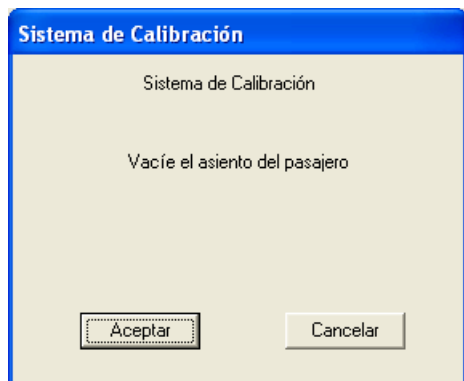 Sistema de Calibración
Sistema de Calibración
Vacíe el asiento del pasajero
Aceptar
Cancelar